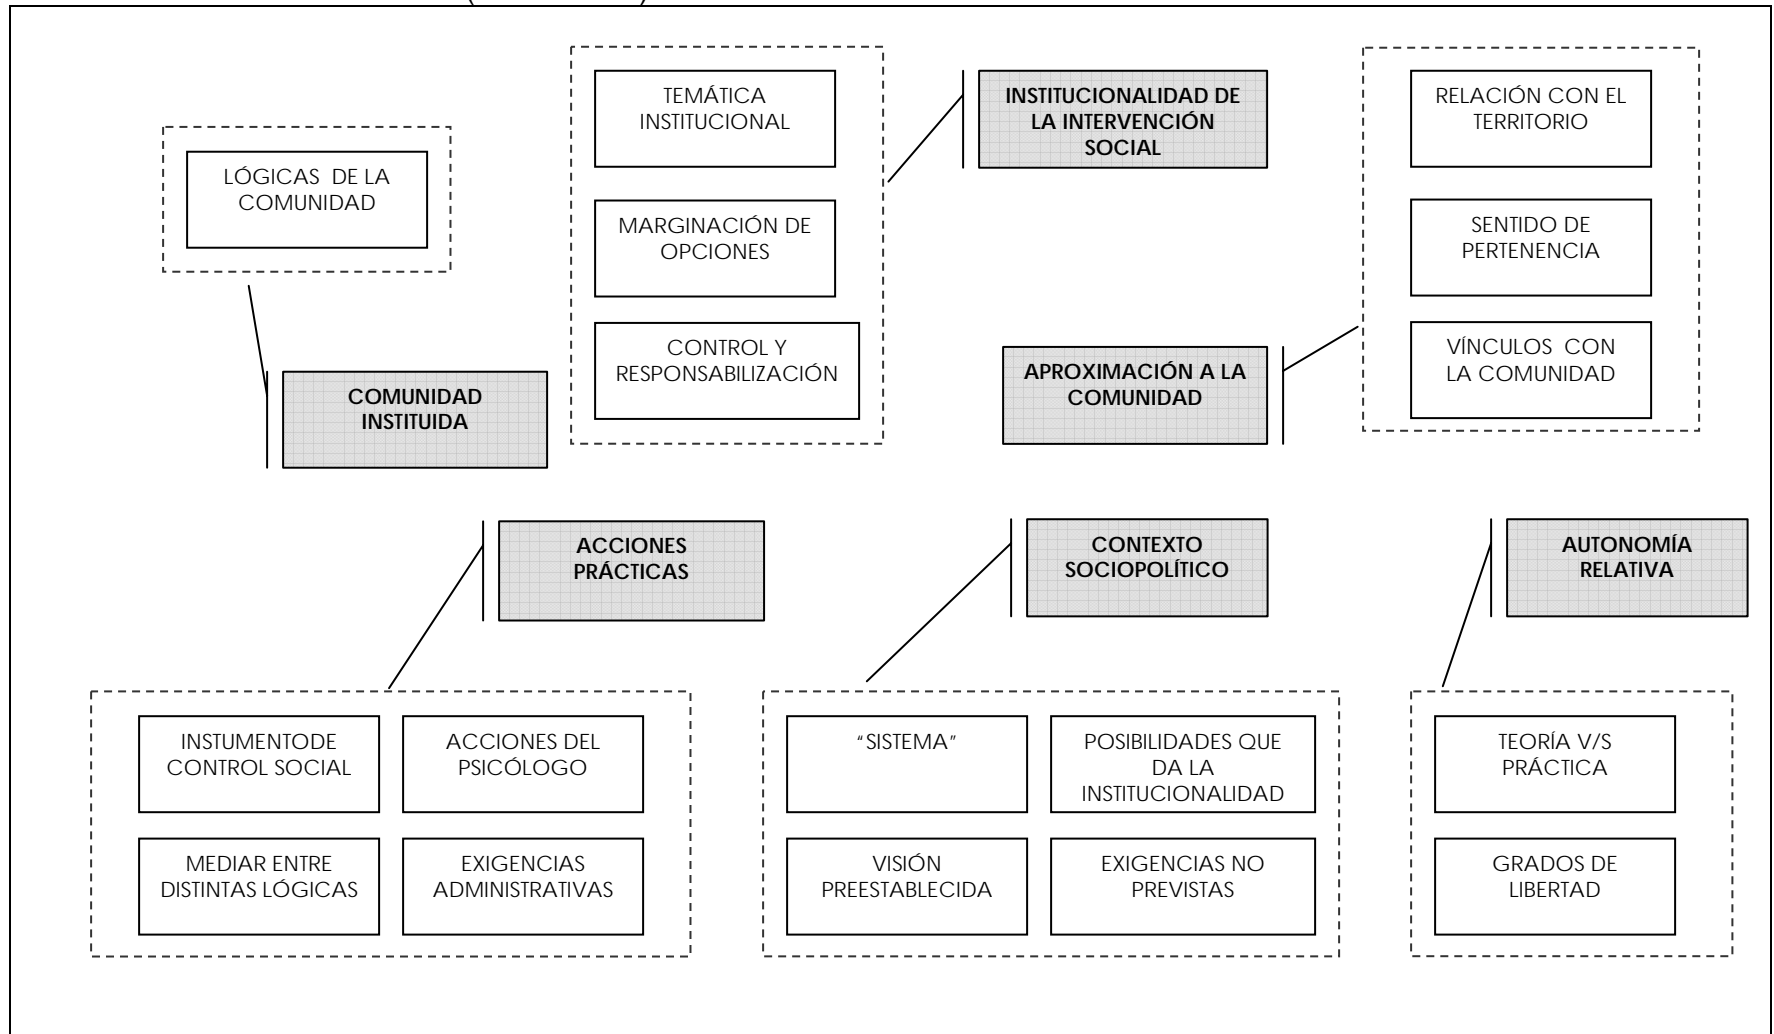 TEMÁTICA
INSTITUCIONAL
INSTITUCIONALIDAD DE
LA INTERVENCIÓN
SOCIAL
RELACIÓN CON EL
TERRITORIO
LÓGICAS DE LA
COMUNIDAD
MARGINACIÓN DE
OPCIONES
SENTIDO DE
PERTENENCIA
CONTROL Y
RESPONSABILIZACIÓN
VÍNCULOS CON
LA COMUNIDAD
APROXIMACIÓN A LA
COMUNIDAD
COMUNIDAD
INSTITUIDA
ACCIONES
PRÁCTICAS
CONTEXTO
SOCIOPOLÍTICO
AUTONOMÍA
RELATIVA
INSTUMENTODE
CONTROL SOCIAL
ACCIONES DEL
PSICÓLOGO
"SISTEMA"
POSIBILIDADES QUE
DA LA
INSTITUCIONALIDAD
TEORÍA V/S
PRÁCTICA
MEDIAR ENTRE
DISTINTAS LÓGICAS
EXIGENCIAS
ADMINISTRATIVAS
VISIÓN
PREESTABLECIDA
EXIGENCIAS NO
PREVISTAS
GRADOS DE
LIBERTAD